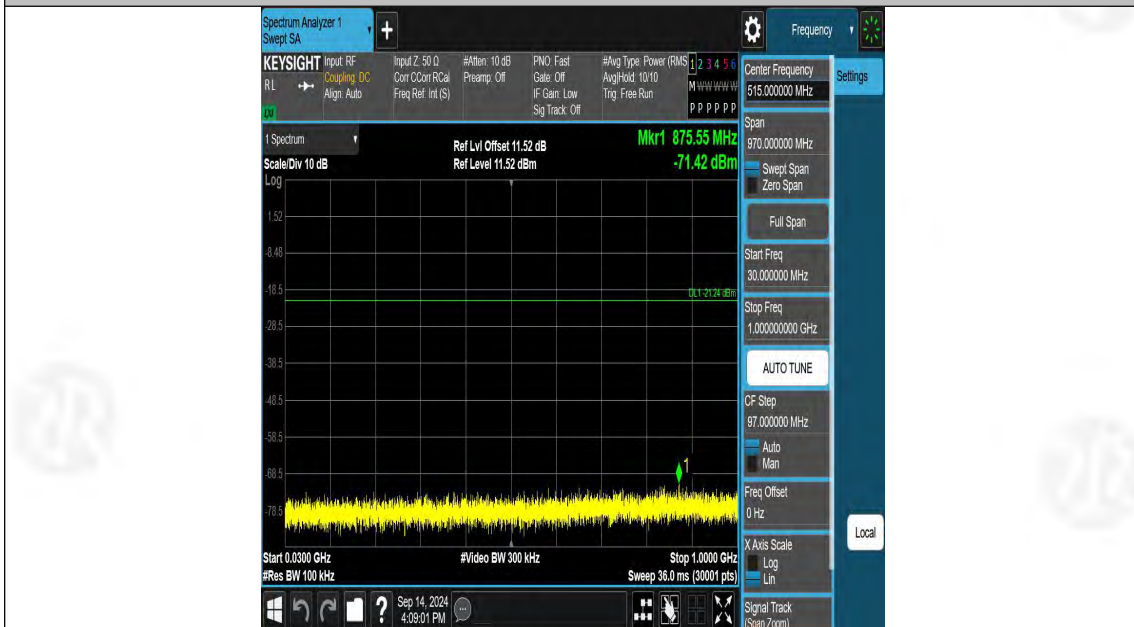 Spectrum Analyzer 1
Swept SA
+
Frequency
KEYSIGHT
RL
Input: RF
Coupling: DC
Align: Auto
Input Z: 50 Ω
Corr CCorr RCal
Freq Ref: Int (S)
#Atten: 10 dB
Preamp: Off
PNO: Fast
Gate: Off
IF Gain: Low
Sig Track: Off
#Avg Type: Power (RMS
Avg|Hold: 10/10
Trig: Free Run
1 2 3 4 5 6
M W W W W W
P P P P P P
1 Spectrum
Scale/Div 10 dB
Log
Ref Lvl Offset 11.52 dB
Ref Level 11.52 dBm
Mkr1 875.55 MHz
-71.42 dBm
1.52
-8.48
-18.5
DL1 -21.24 dBm
-28.5
-38.5
-48.5
-58.5
-68.5
-78.5
1
Start 0.0300 GHz
#Res BW 100 kHz
#Video BW 300 kHz
Stop 1.0000 GHz
Sweep 36.0 ms (30001 pts)
?
Sep 14, 2024
4:09:01 PM
Center Frequency
515.000000 MHz
Settings
Span
970.000000 MHz
Swept Span
Zero Span
Full Span
Start Freq
30.000000 MHz
Stop Freq
1.000000000 GHz
AUTO TUNE
CF Step
97.000000 MHz
Auto
Man
Freq Offset
0 Hz
Local
X Axis Scale
Log
Lin
Signal Track
(Span Zoom)